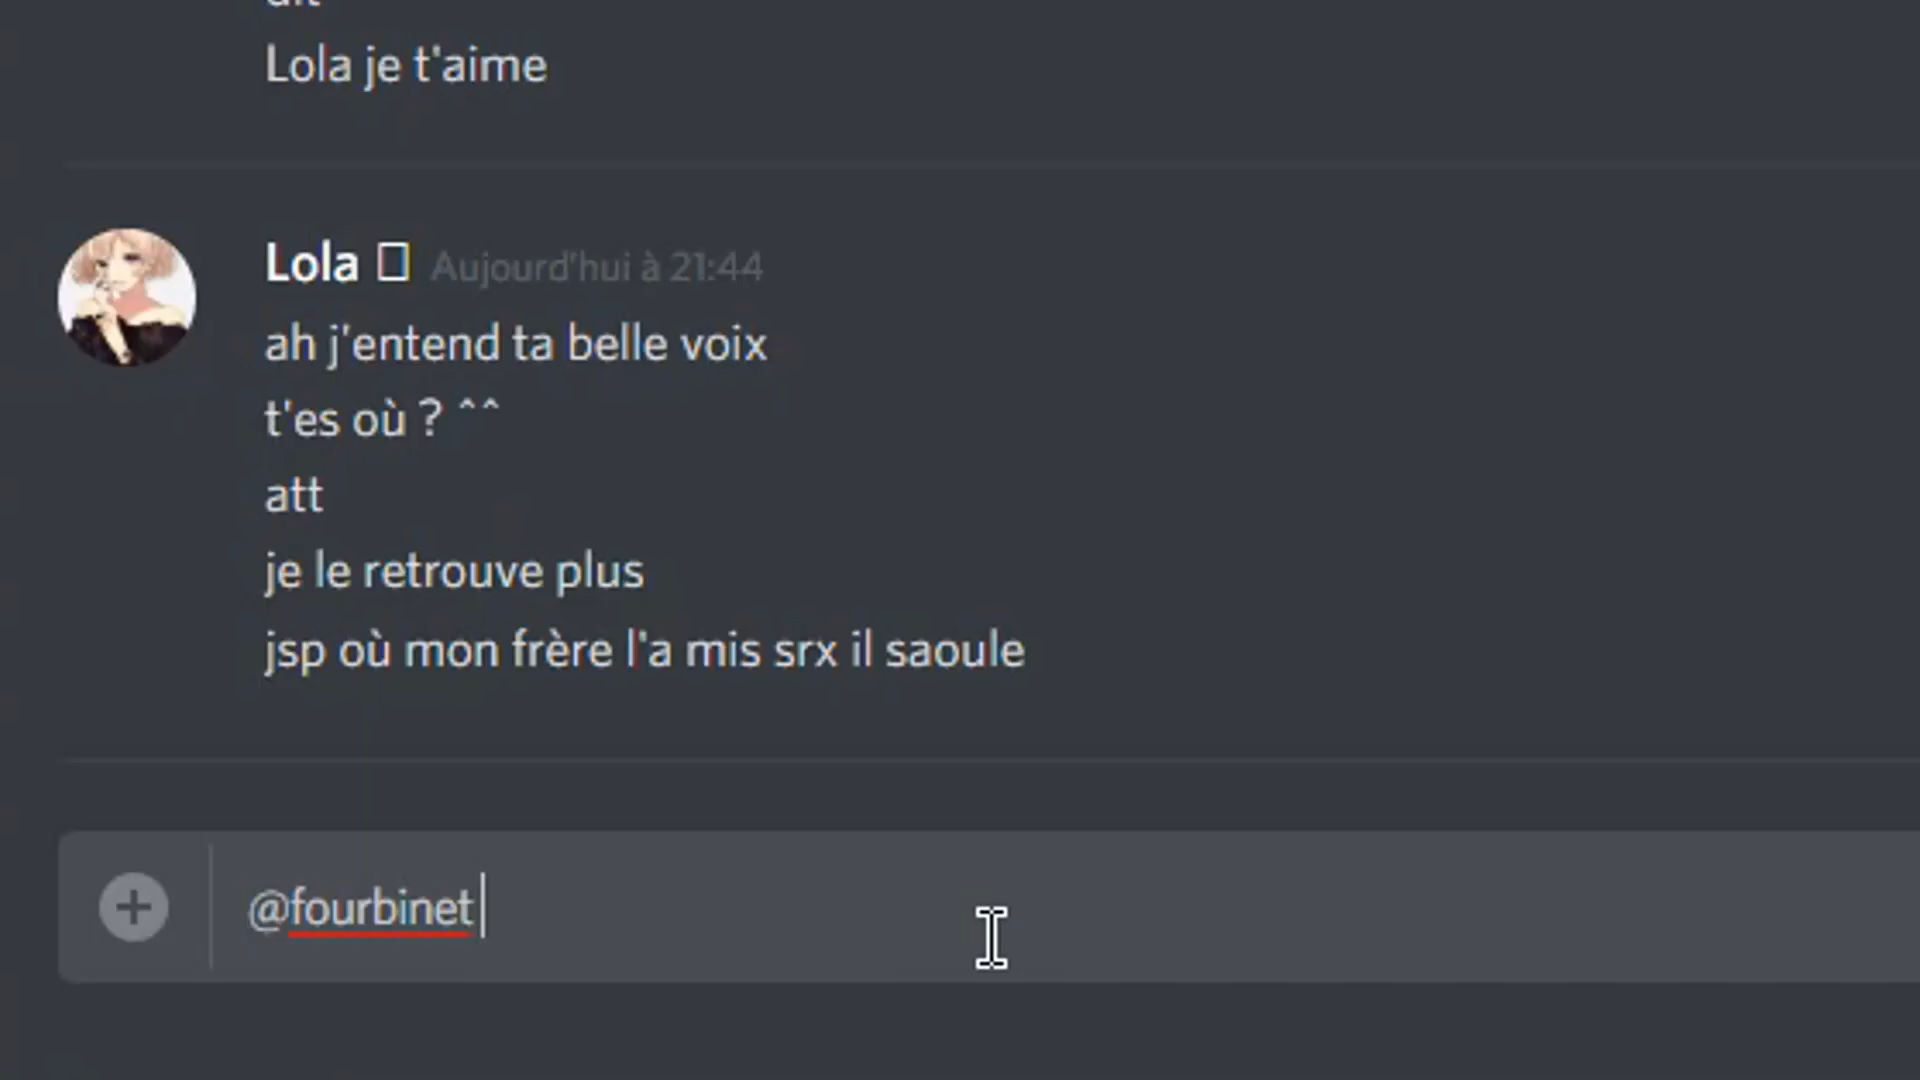 Lola je t'aime
Lola Aujourd'hui à 21:44
ah j'entend ta belle voix
t'es où ? ^^
att
je le retrouve plus
jsp où mon frère l'a mis srx il saoule
@fourbinet